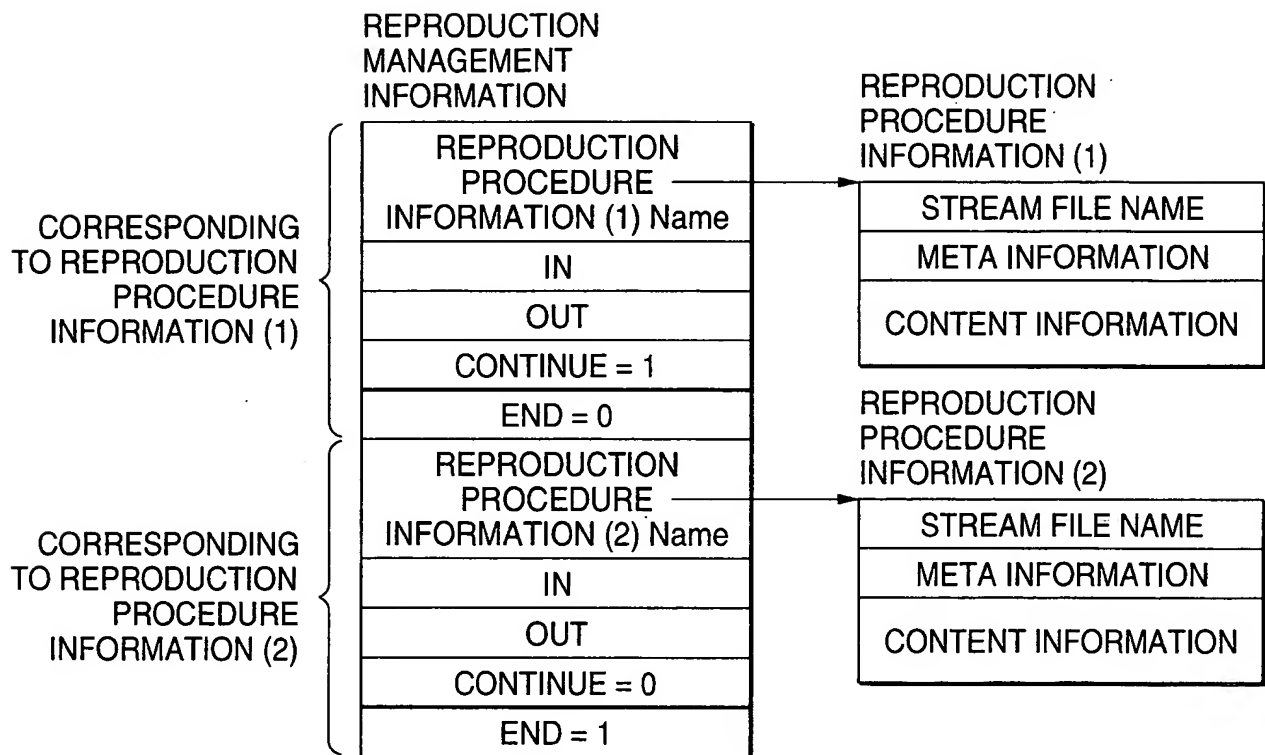 REPRODUCTION
MANAGEMENT
INFORMATION
CORRESPONDING
TO REPRODUCTION
PROCEDURE
INFORMATION (1)
REPRODUCTION
PROCEDURE
INFORMATION (1) Name
IN
OUT
CONTINUE = 1
END = 0
REPRODUCTION
PROCEDURE
INFORMATION (1)
STREAM FILE NAME
META INFORMATION
CONTENT INFORMATION
CORRESPONDING
TO REPRODUCTION
PROCEDURE
INFORMATION (2)
REPRODUCTION
PROCEDURE
INFORMATION (2) Name
IN
OUT
CONTINUE = 0
END = 1
REPRODUCTION
PROCEDURE
INFORMATION (2)
STREAM FILE NAME
META INFORMATION
CONTENT INFORMATION